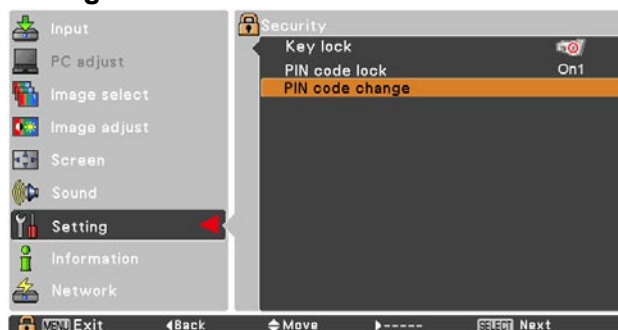 Input
PC adjust
Image select
Image adjust
Screen
Sound
Setting
Information
Network
Security
Key lock
PIN code lock On1
PIN code change
MENU Exit Back Move ----- SELECT Next